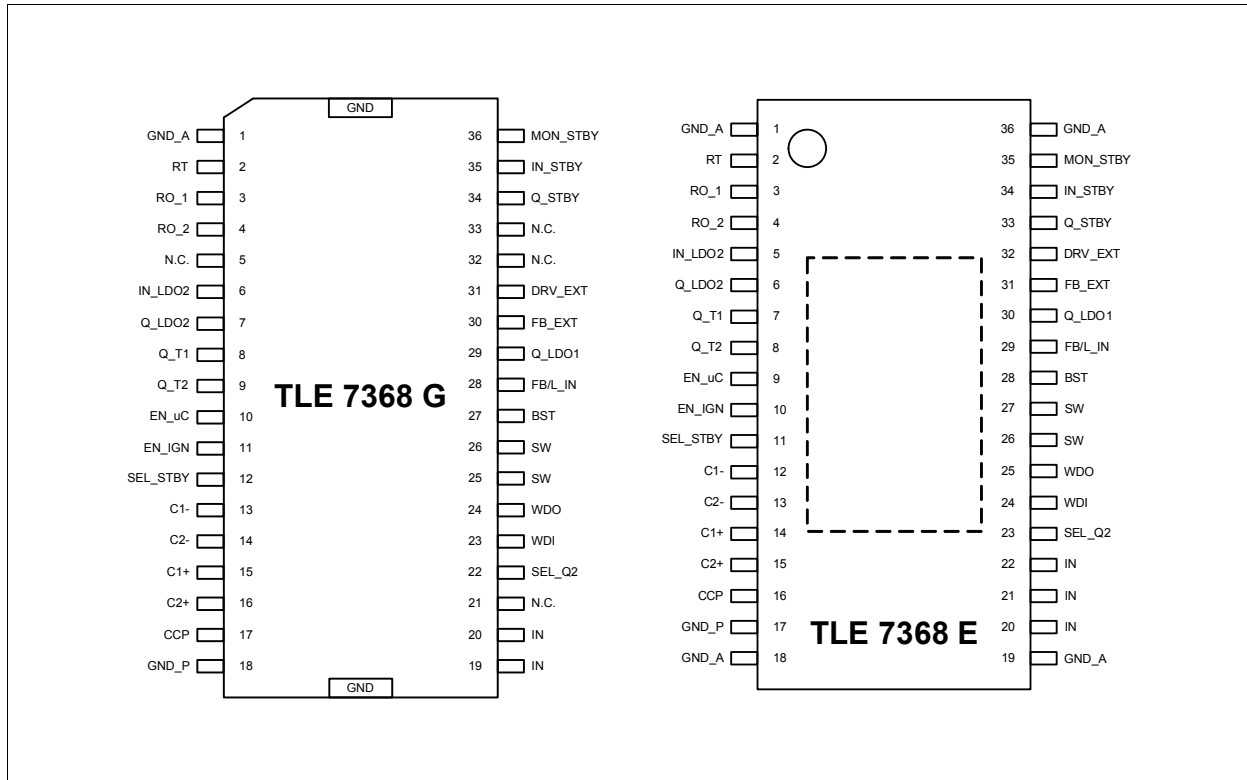 GND
GND_A 1 36 MON_STBY
RT 2 35 IN_STBY
RO_1 3 34 Q_STBY
RO_2 4 33 N.C.
N.C. 5 32 N.C.
IN_LDO2 6 31 DRV_EXT
Q_LDO2 7 30 FB_EXT
Q_T1 8 29 Q_LDO1
Q_T2 9 28 FB/L_IN
TLE 7368 G
EN_uC 10 27 BST
EN_IGN 11 26 SW
SEL_STBY 12 25 SW
C1- 13 24 WDO
C2- 14 23 WDI
C1+ 15 22 SEL_Q2
C2+ 16 21 N.C.
CCP 17 20 IN
GND_P 18 19 IN
GND
GND_A 1 36 GND_A
RT 2 35 MON_STBY
RO_1 3 34 IN_STBY
RO_2 4 33 Q_STBY
IN_LDO2 5 32 DRV_EXT
Q_LDO2 6 31 FB_EXT
Q_T1 7 30 Q_LDO1
Q_T2 8 29 FB/L_IN
EN_uC 9 28 BST
EN_IGN 10 27 SW
SEL_STBY 11 26 SW
C1- 12 25 WDO
C2- 13 24 WDI
C1+ 14 23 SEL_Q2
C2+ 15 22 IN
CCP 16 21 IN
GND_P 17 20 IN
TLE 7368 E
GND_A 18 19 GND_A